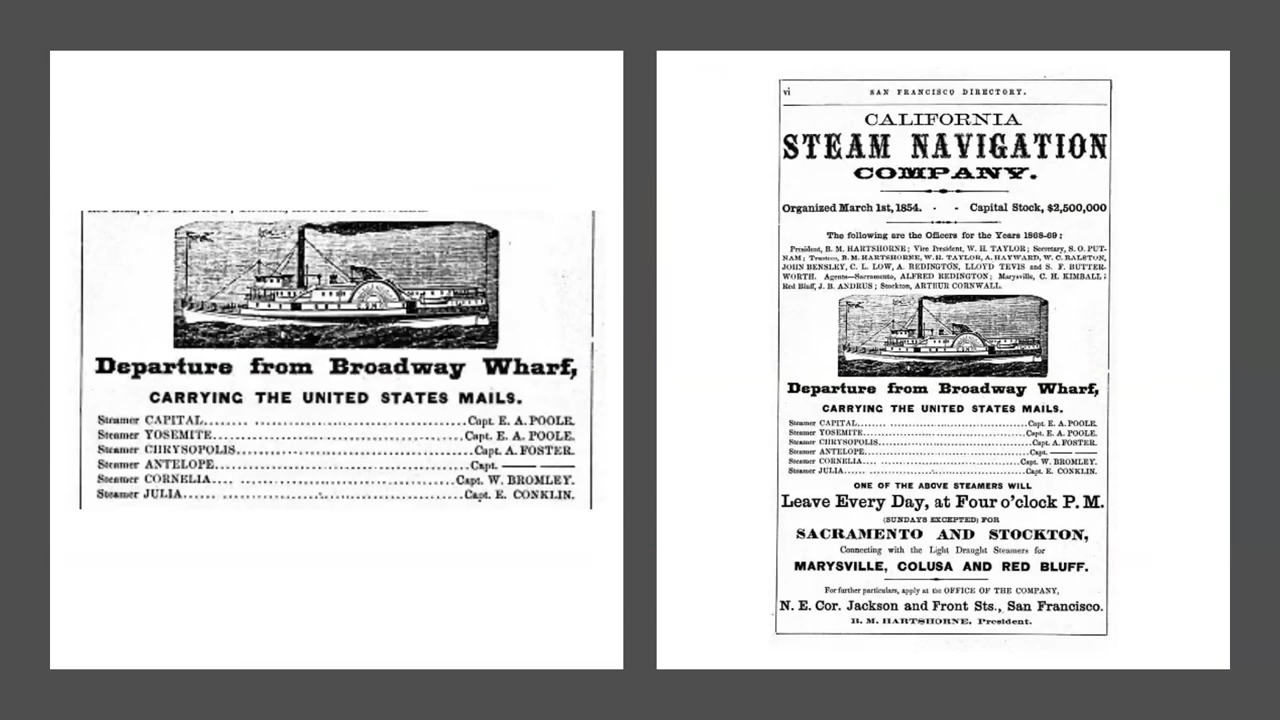 Departure from Broadway Wharf,
CARRYING THE UNITED STATES MAILS.
Steamer CAPITAL........ ..............................Capt. E. A. POOLE.
Steamer YOSEMITE......................................Capt. E. A. POOLE.
Steamer CHRYSOPOLIS...................................Capt. A. FOSTER.
Steamer ANTELOPE......................................Capt. —— ——
Steamer CORNELIA.... .................................Capt. W. BROMLEY.
Steamer JULIA...... ..................................Capt. E. CONKLIN.
vi SAN FRANCISCO DIRECTORY.
CALIFORNIA
STEAM NAVIGATION
COMPANY.
Organized March 1st, 1854. - - Capital Stock, $2,500,000
The following are the Officers for the Years 1868-69;
President, B. M. HARTSHORNE; Vice President, W. H. TAYLOR; Secretary, S. O. PUT-
NAM; Trustees, B. M. HARTSHORNE, W. H. TAYLOR, A. HAYWARD, W. C. RALSTON,
JOHN BENSLEY, C. L. LOW, A. REDINGTON, LLOYD TEVIS and S. F. BUTTER-
WORTH. Agents—Sacramento, ALFRED REDINGTON; Marysville, C. H. KIMBALL;
Red Bluff, J. B. ANDRUS; Stockton, ARTHUR CORNWALL.
Departure from Broadway Wharf,
CARRYING THE UNITED STATES MAILS.
Steamer CAPITAL........ ..............................Capt. E. A. POOLE.
Steamer YOSEMITE......................................Capt. E. A. POOLE.
Steamer CHRYSOPOLIS...................................Capt. A. FOSTER.
Steamer ANTELOPE......................................Capt. —— ——
Steamer CORNELIA.... .................................Capt. W. BROMLEY.
Steamer JULIA...... ..................................Capt. E. CONKLIN.
ONE OF THE ABOVE STEAMERS WILL
Leave Every Day, at Four o'clock P. M.
(SUNDAYS EXCEPTED) FOR
SACRAMENTO AND STOCKTON,
Connecting with the Light Draught Steamers for
MARYSVILLE, COLUSA AND RED BLUFF.
For further particulars, apply at the OFFICE OF THE COMPANY,
N. E. Cor. Jackson and Front Sts., San Francisco.
B. M. HARTSHORNE, President.